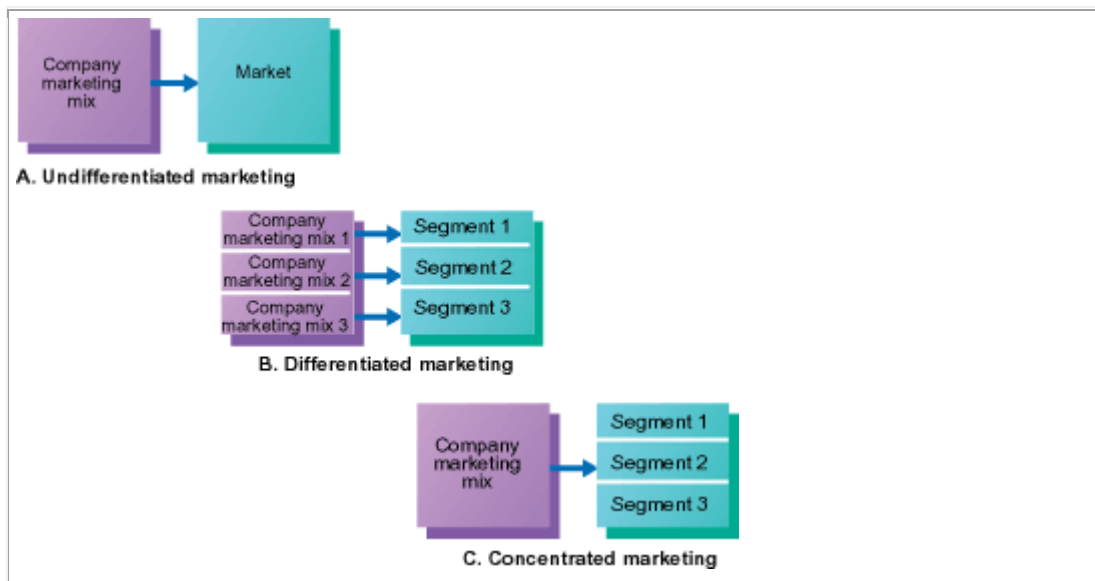 Company
marketing
mix
Market
A. Undifferentiated marketing
Company
marketing mix 1
Segment 1
Company
marketing mix 2
Segment 2
Company
marketing mix 3
Segment 3
B. Differentiated marketing
Company
marketing
mix
Segment 1
Segment 2
Segment 3
C. Concentrated marketing